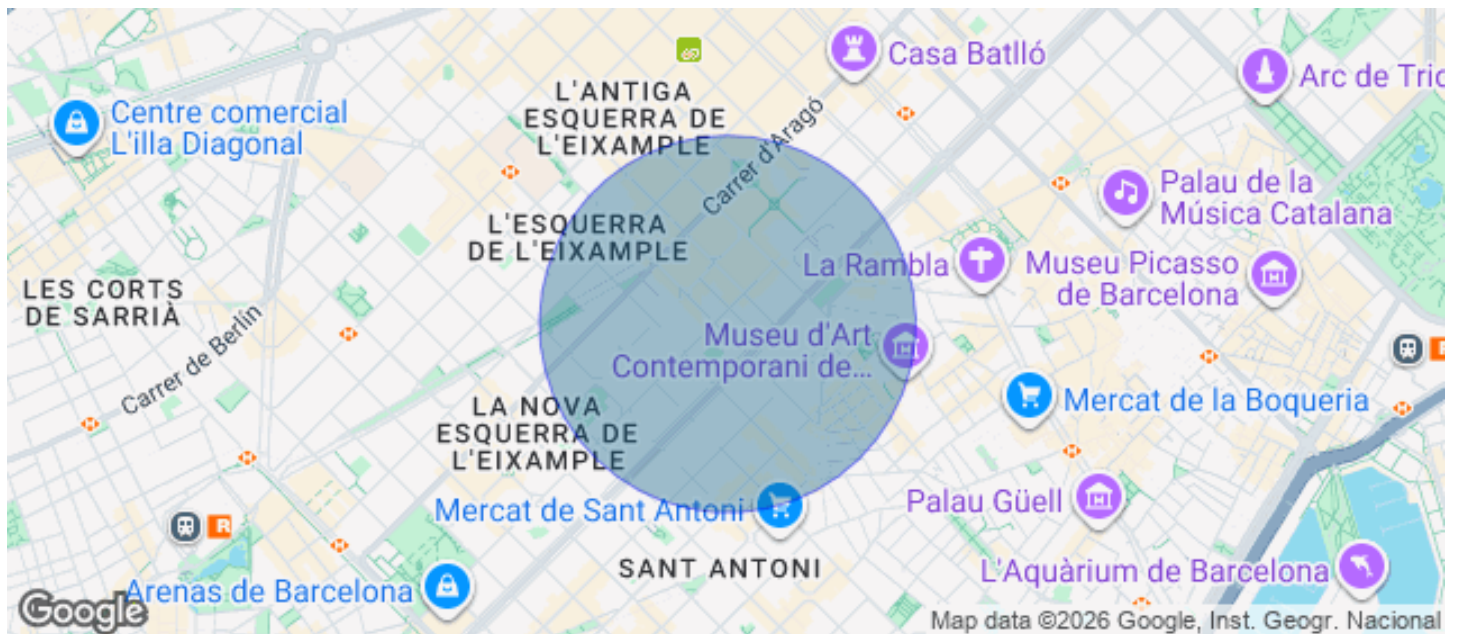 Casa Batlló
Arc de Trio
L'ANTIGA
ESQUERRA DE
L'EIXAMPLE
Centre comercial
L'illa Diagonal
Carrer d'Aragó
Palau de la
Música Catalana
L'ESQUERRA
DE L'EIXAMPLE
La Rambla
Museu Picasso
de Barcelona
LES CORTS
DE SARRIÀ
Carrer de Berlín
Museu d'Art
Contemporani de...
Mercat de la Boqueria
LA NOVA
ESQUERRA DE
L'EIXAMPLE
Mercat de Sant Antoni
Palau Güell
R
SANT ANTONI
L'Aquàrium de Barcelona
Arenas de Barcelona
Google
Map data ©2026 Google, Inst. Geogr. Nacional